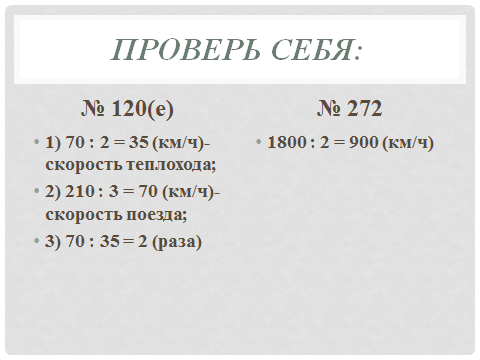 ПРОВЕРЬ СЕБЯ:
№ 120(е)
• 1) 70 : 2 = 35 (км/ч)-
скорость теплохода;
• 2) 210 : 3 = 70 (км/ч)-
скорость поезда;
• 3) 70 : 35 = 2 (раза)
№ 272
• 1800 : 2 = 900 (км/ч)